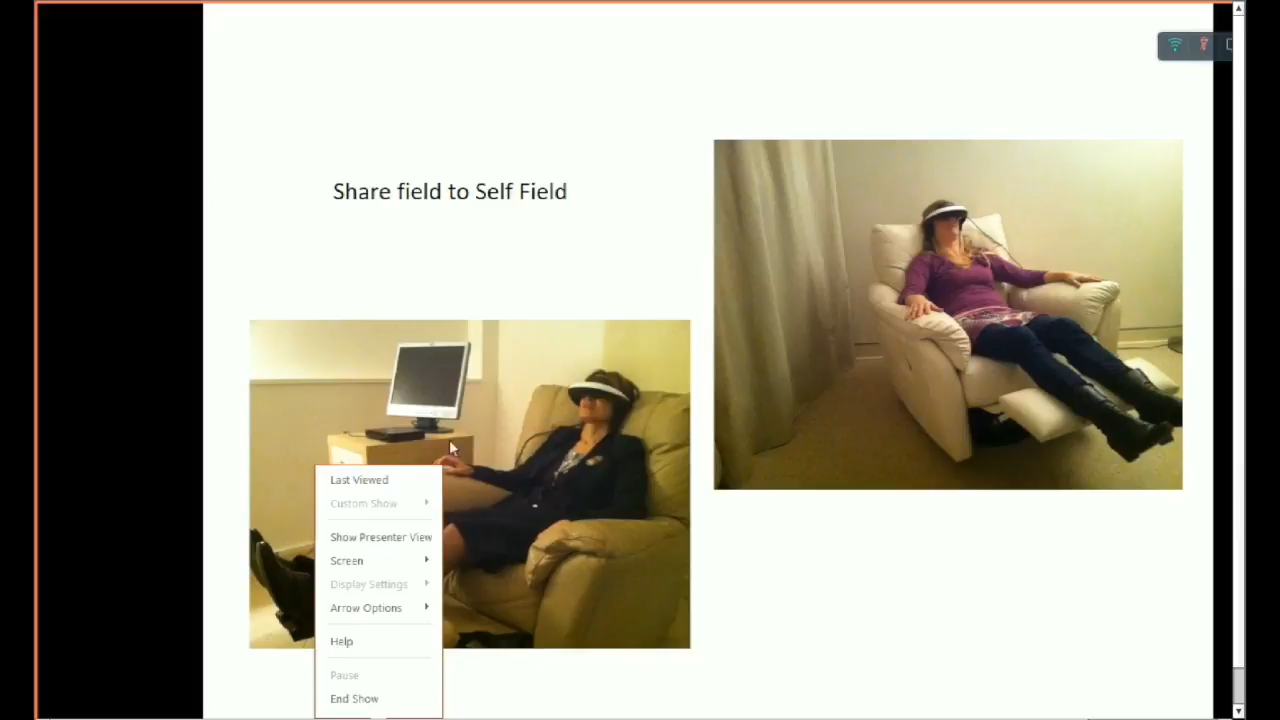 Share field to Self Field
Last Viewed
Custom Show
Show Presenter View
Screen
Display Settings
Arrow Options
Help
Pause
End Show